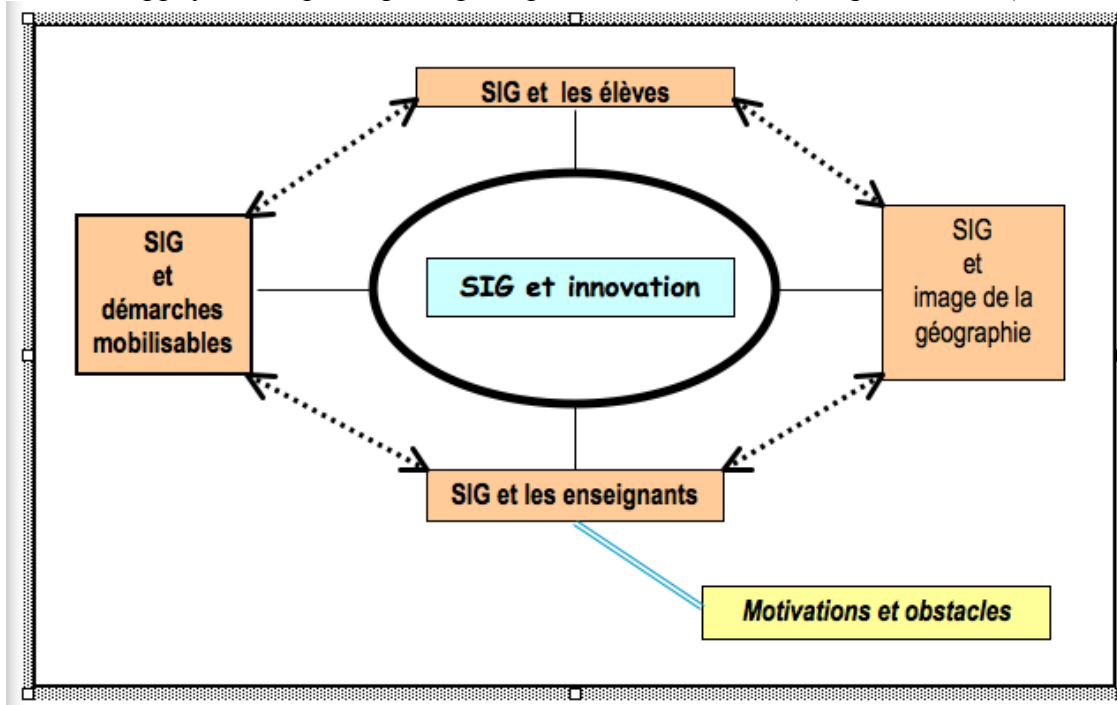 SIG et les élèves
SIG
et
démarches
mobilisables
SIG et innovation
SIG
et
image de la
géographie
SIG et les enseignants
Motivations et obstacles